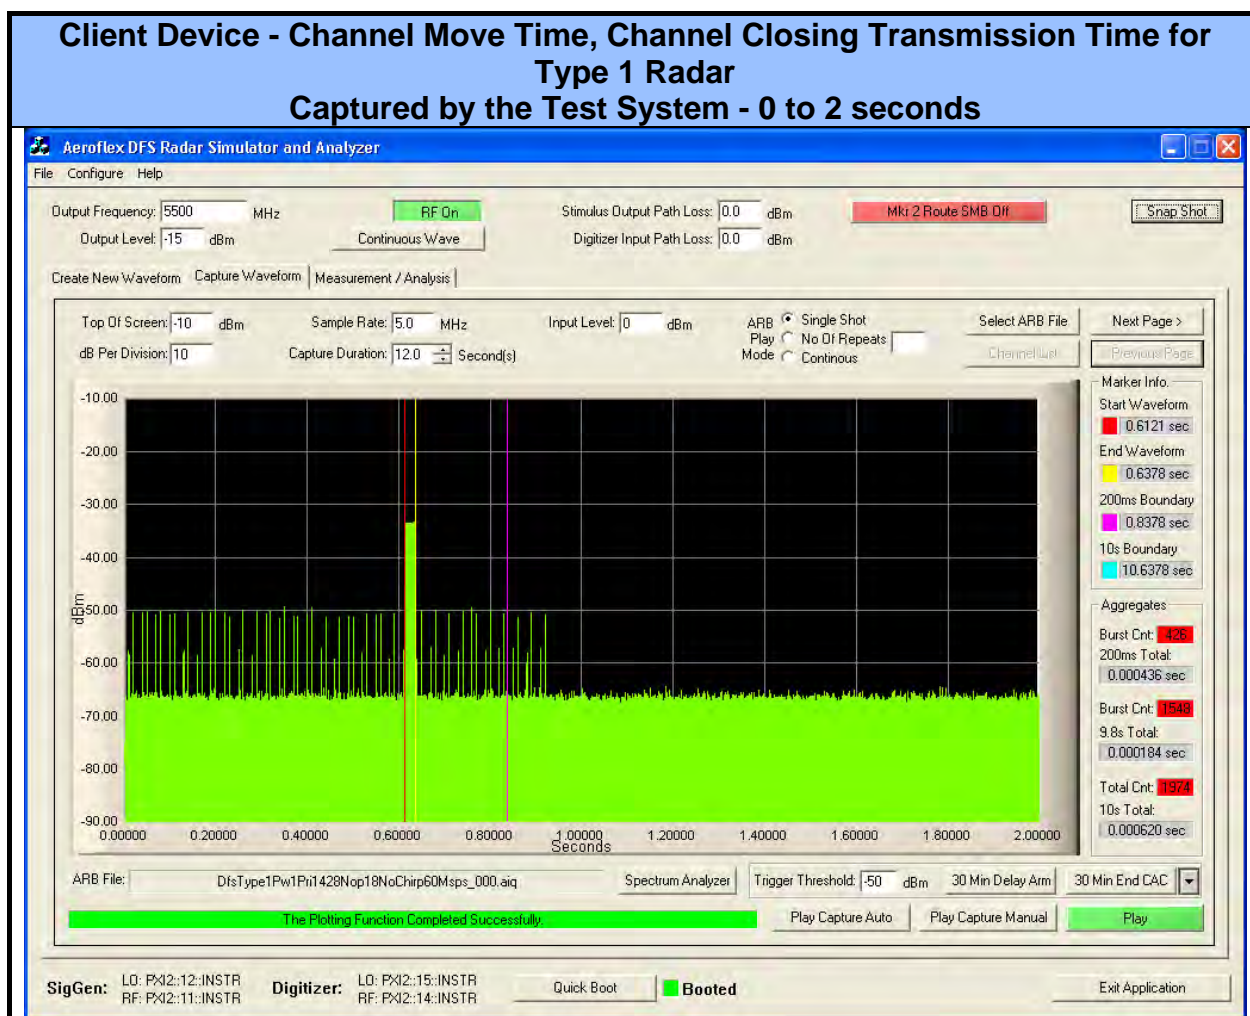 Client Device - Channel Move Time, Channel Closing Transmission Time for
Type 1 Radar
Captured by the Test System - 0 to 2 seconds
Aeroflex DFS Radar Simulator and Analyzer
File Configure Help
Output Frequency: 5500 MHz RF On Stimulus Output Path Loss: 0.0 dBm Mkr 2 Route SMB Off Snap Shot
Output Level: -15 dBm Continuous Wave Digitizer Input Path Loss: 0.0 dBm
Create New Waveform Capture Waveform Measurement / Analysis
Top Of Screen: -10 dBm Sample Rate: 5.0 MHz Input Level: 0 dBm ARB Play Mode Single Shot Select ARB File Next Page >
No Of Repeats
dB Per Division: 10 Capture Duration: 12.0 Second(s) Continous Channel List Previous Page
Marker Info.
Start Waveform
0.6121 sec
End Waveform
0.6378 sec
200ms Boundary
0.8378 sec
10s Boundary
10.6378 sec
Aggregates
Burst Cnt: 426
200ms Total:
0.000436 sec
Burst Cnt: 1548
9.8s Total:
0.000184 sec
Total Cnt: 1974
10s Total:
0.000620 sec
-10.00
-20.00
-30.00
-40.00
-50.00
-60.00
-70.00
-80.00
-90.00
dBm
0.00000 0.20000 0.40000 0.60000 0.80000 1.00000 1.20000 1.40000 1.60000 1.80000 2.00000
Seconds
ARB File: DfsType1Pw1Pri1428Nop18NoChirp60Msps_000.aiq Spectrum Analyzer Trigger Threshold: -50 dBm 30 Min Delay Arm 30 Min End CAC
The Plotting Function Completed Successfully. Play Capture Auto Play Capture Manual Play
SigGen: LO: PXI2::12::INSTR Digitizer: LO: PXI2::15::INSTR Quick Boot Booted Exit Application
RF: PXI2::11::INSTR RF: PXI2::14::INSTR